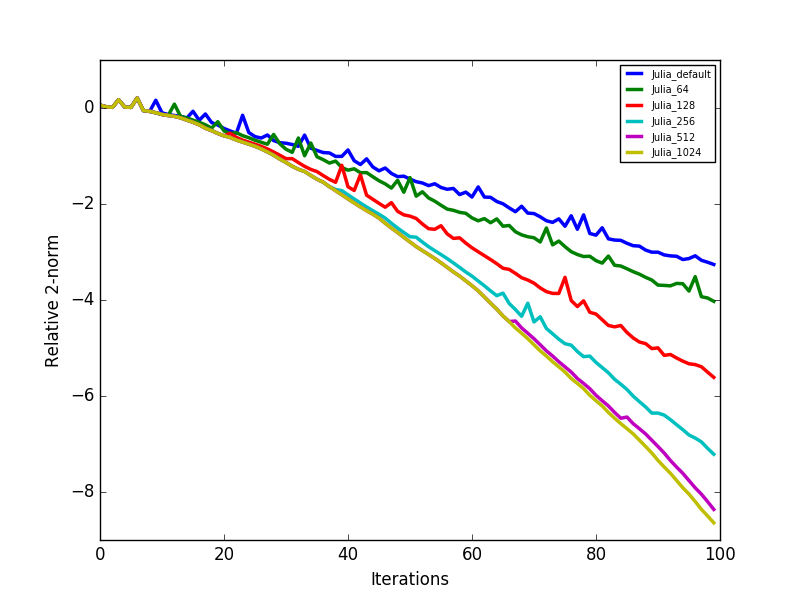 Julia_default
Julia_64
Julia_128
Julia_256
Julia_512
Julia_1024
0
−2
−4
−6
−8
Relative 2-norm
0 20 40 60 80 100
Iterations